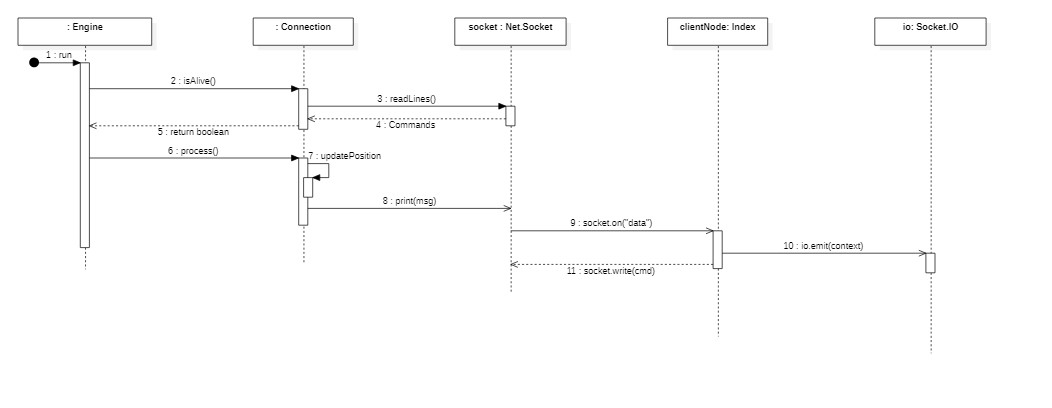 : Engine
: Connection
socket : Net.Socket
clientNode: Index
io: Socket.IO
1 : run
2 : isAlive()
3 : readLines()
4 : Commands
5 : return boolean
6 : process()
7 : updatePosition
8 : print(msg)
9 : socket.on("data")
10 : io.emit(context)
11 : socket.write(cmd)